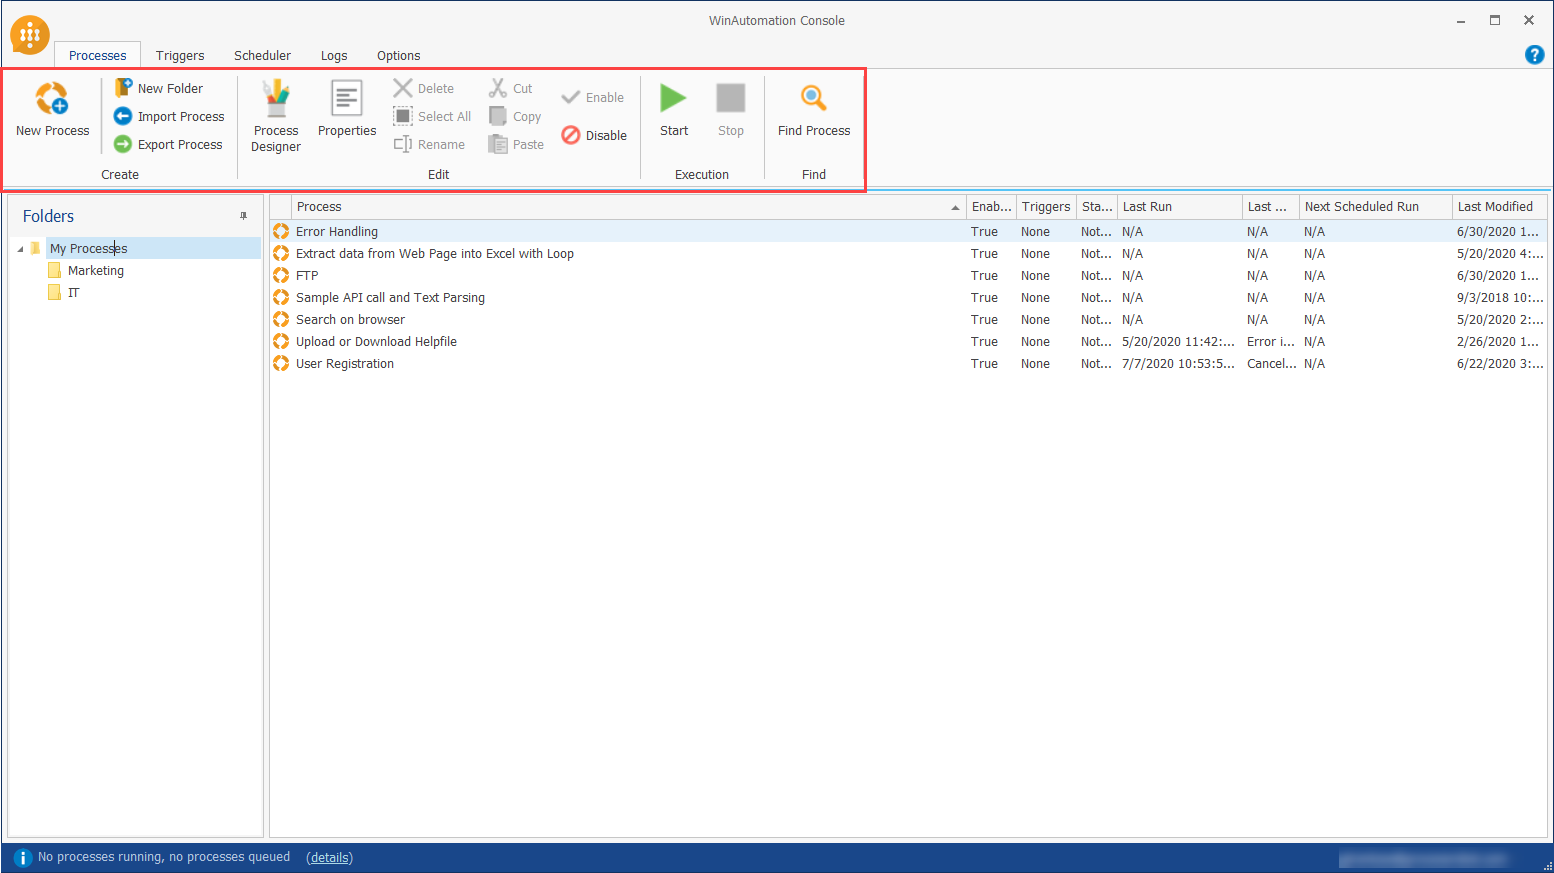 WinAutomation Console
Processes Triggers Scheduler Logs Options
New Process
New Folder
Import Process
Export Process
Create
Process Designer
Properties
Delete
Select All
Rename
Cut
Copy
Paste
Enable
Disable
Edit
Start
Stop
Execution
Find Process
Find
Folders
My Processes
Marketing
IT
Process Enab... Triggers Sta... Last Run Last ... Next Scheduled Run Last Modified
Error Handling True None Not... N/A N/A N/A 6/30/2020 1...
Extract data from Web Page into Excel with Loop True None Not... N/A N/A N/A 5/20/2020 4:...
FTP True None Not... N/A N/A N/A 6/30/2020 1...
Sample API call and Text Parsing True None Not... N/A N/A N/A 9/3/2018 10:...
Search on browser True None Not... N/A N/A N/A 5/20/2020 2:...
Upload or Download Helpfile True None Not... 5/20/2020 11:42:... Error i... N/A 2/26/2020 1...
User Registration True None Not... 7/7/2020 10:53:5... Cancel... N/A 6/22/2020 3:...
No processes running, no processes queued (details)